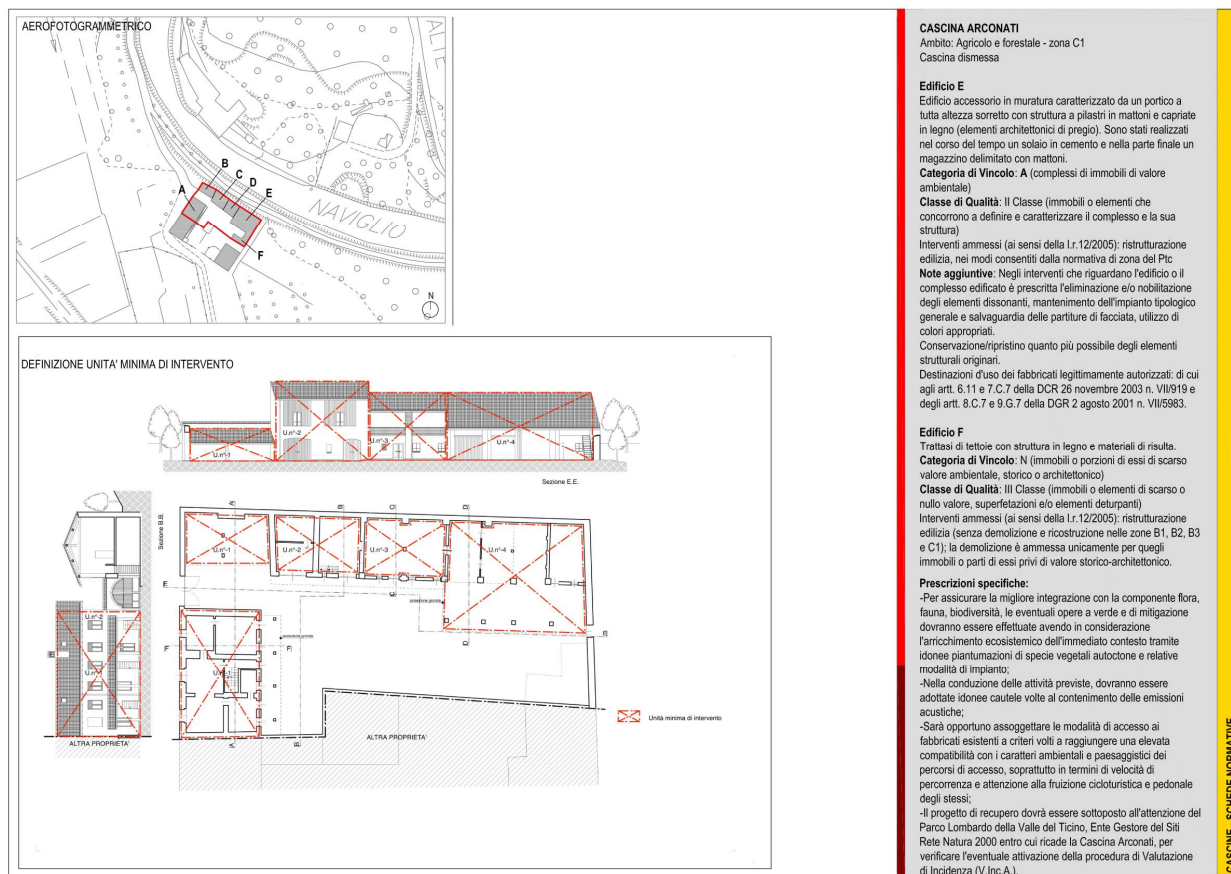 AEROFOTOGRAMMETRICO
A
B
C
D
E
F
NAVIGLIO
N
DEFINIZIONE UNITA' MINIMA DI INTERVENTO
U.n°-1
U.n°-2
U.n°-3
U.n°-4
Sezione E.E.
Sezione B.B.
A
B
C
D
U.n°-1
U.n°-2
U.n°-3
U.n°-4
E
proiezione gronda
C
D
E
U.n°-2
F
F
proiezione gronda
A
B
ALTRA PROPRIETA'
ALTRA PROPRIETA'
Unità minima di intervento
CASCINA ARCONATI
Ambito: Agricolo e forestale - zona C1
Cascina dismessa
Edificio E
Edificio accessorio in muratura caratterizzato da un portico a
tutta altezza sorretto con struttura a pilastri in mattoni e capriate
in legno (elementi architettonici di pregio). Sono stati realizzati
nel corso del tempo un solaio in cemento e nella parte finale un
magazzino delimitato con mattoni.
Categoria di Vincolo: A (complessi di immobili di valore
ambientale)
Classe di Qualità: II Classe (immobili o elementi che
concorrono a definire e caratterizzare il complesso e la sua
struttura)
Interventi ammessi (ai sensi della l.r.12/2005): ristrutturazione
edilizia, nei modi consentiti dalla normativa di zona del Ptc
Note aggiuntive: Negli interventi che riguardano l'edificio o il
complesso edificato è prescritta l'eliminazione e/o nobilitazione
degli elementi dissonanti, mantenimento dell'impianto tipologico
generale e salvaguardia delle partiture di facciata, utilizzo di
colori appropriati.
Conservazione/ripristino quanto più possibile degli elementi
strutturali originari.
Destinazioni d'uso dei fabbricati legittimamente autorizzati: di cui
agli artt. 6.11 e 7.C.7 della DCR 26 novembre 2003 n. VII/919 e
degli artt. 8.C.7 e 9.G.7 della DGR 2 agosto 2001 n. VII/5983.
Edificio F
Trattasi di tettoie con struttura in legno e materiali di risulta.
Categoria di Vincolo: N (immobili o porzioni di essi di scarso
valore ambientale, storico o architettonico)
Classe di Qualità: III Classe (immobili o elementi di scarso o
nullo valore, superfetazioni e/o elementi deturpanti)
Interventi ammessi (ai sensi della l.r.12/2005): ristrutturazione
edilizia (senza demolizione e ricostruzione nelle zone B1, B2, B3
e C1); la demolizione è ammessa unicamente per quegli
immobili o parti di essi privi di valore storico-architettonico.
Prescrizioni specifiche:
-Per assicurare la migliore integrazione con la componente flora,
fauna, biodiversità, le eventuali opere a verde e di mitigazione
dovranno essere effettuate avendo in considerazione
l'arricchimento ecosistemico dell'immediato contesto tramite
idonee piantumazioni di specie vegetali autoctone e relative
modalità di impianto;
-Nella conduzione delle attività previste, dovranno essere
adottate idonee cautele volte al contenimento delle emissioni
acustiche;
-Sarà opportuno assoggettare le modalità di accesso ai
fabbricati esistenti a criteri volti a raggiungere una elevata
compatibilità con i caratteri ambientali e paesaggistici dei
percorsi di accesso, soprattutto in termini di velocità di
percorrenza e attenzione alla fruizione cicloturistica e pedonale
degli stessi;
-Il progetto di recupero dovrà essere sottoposto all'attenzione del
Parco Lombardo della Valle del Ticino, Ente Gestore del Siti
Rete Natura 2000 entro cui ricade la Cascina Arconati, per
verificare l'eventuale attivazione della procedura di Valutazione
di Incidenza (V.Inc.A.).
CASCINE - SCHEDE NORMATIVE